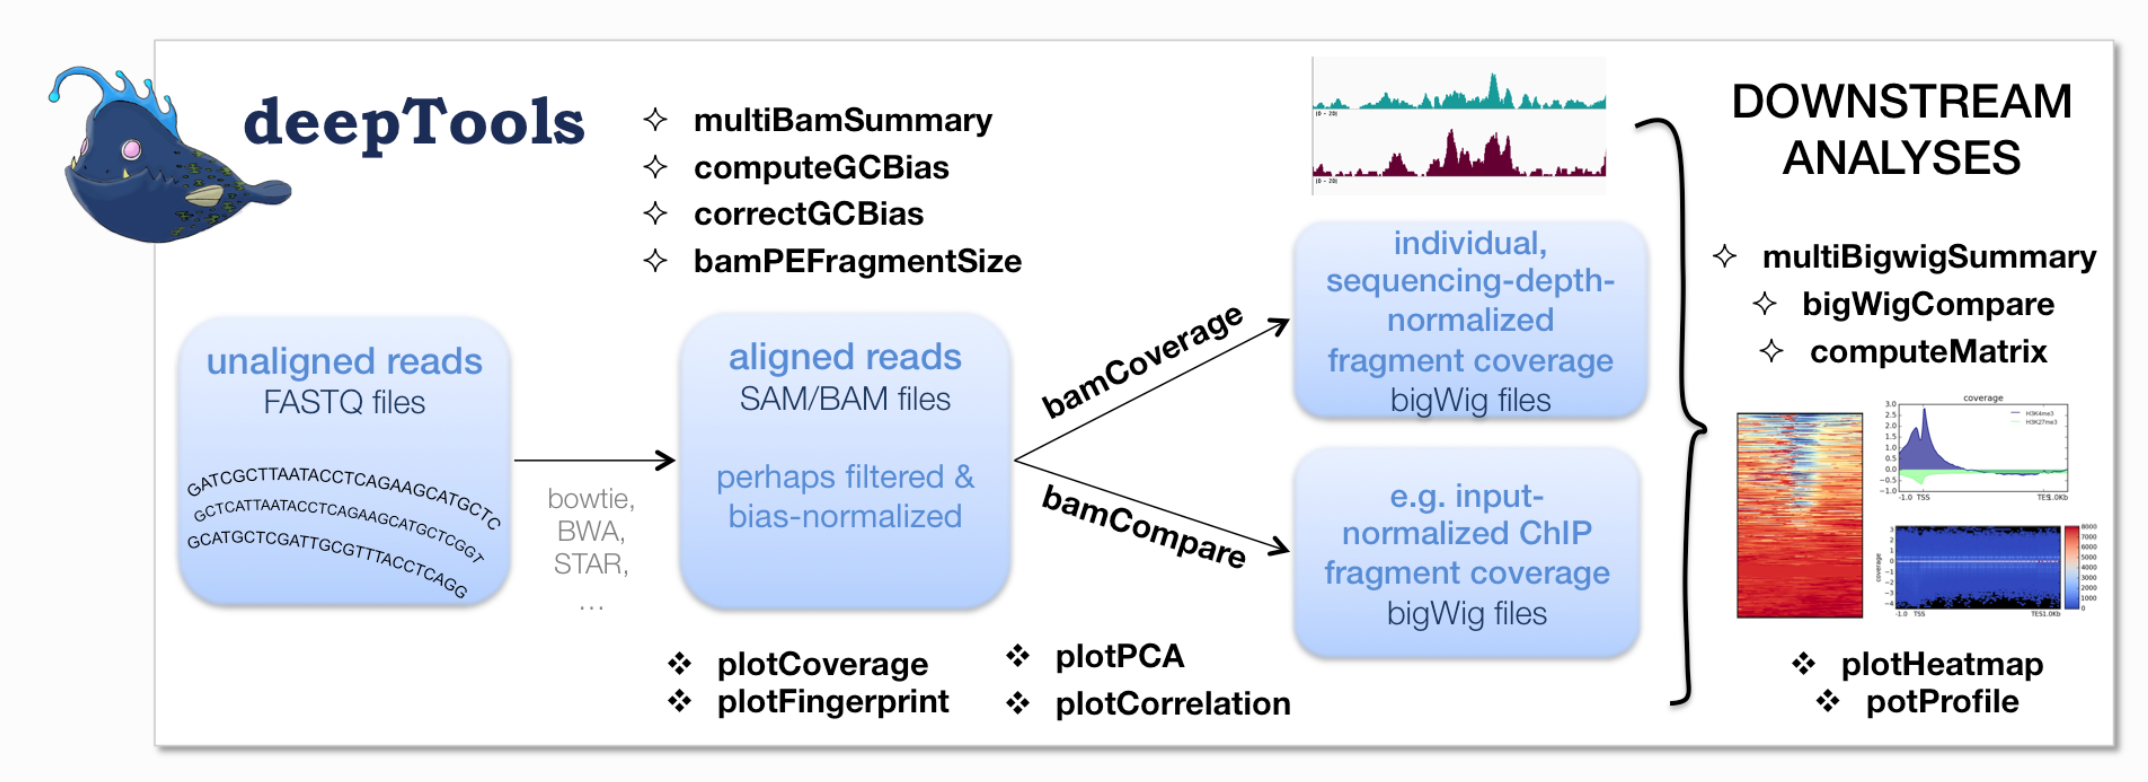 deepTools
✧ multiBamSummary
✧ computeGCBias
✧ correctGCBias
✧ bamPEFragmentSize
unaligned reads
FASTQ files
GATCGCTTAATACCTCAGAAGCATGCTC
GCTCATTAATACCTCAGAAGCATGCTCGGT
GCATGCTCGATTGCGTTTACCTCAGG
bowtie,
BWA,
STAR,
...
aligned reads
SAM/BAM files
perhaps filtered &
bias-normalized
❖ plotCoverage
❖ plotFingerprint
❖ plotPCA
❖ plotCorrelation
bamCoverage
bamCompare
[0 - 20]
[0 - 20]
individual,
sequencing-depth-
normalized
fragment coverage
bigWig files
e.g. input-
normalized ChIP
fragment coverage
bigWig files
DOWNSTREAM
ANALYSES
✧ multiBigwigSummary
✧ bigWigCompare
✧ computeMatrix
coverage
H3K4me3
H3K27me3
3.0
2.5
2.0
1.5
1.0
0.5
0.0
−0.5
−1.0
-1.0 TSS TES1.0Kb
coverage
3
2
1
0
−1
−2
−3
−4
-1.0 TSS TES1.0Kb
8000
7000
6000
5000
4000
3000
2000
1000
0
❖ plotHeatmap
❖ potProfile